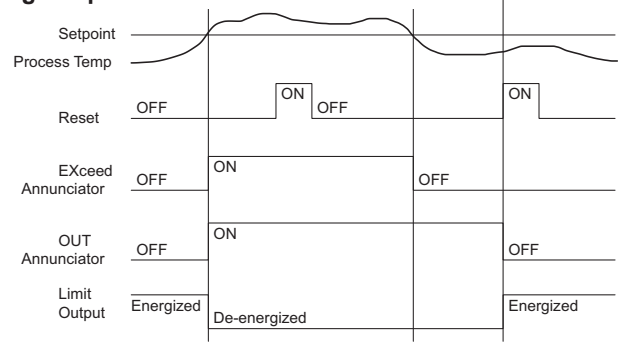 Setpoint
Process Temp
Reset
OFF
ON
OFF
ON
EXceed
Annunciator
OFF
ON
OFF
OUT
Annunciator
OFF
ON
OFF
Limit
Output
Energized
De-energized
Energized